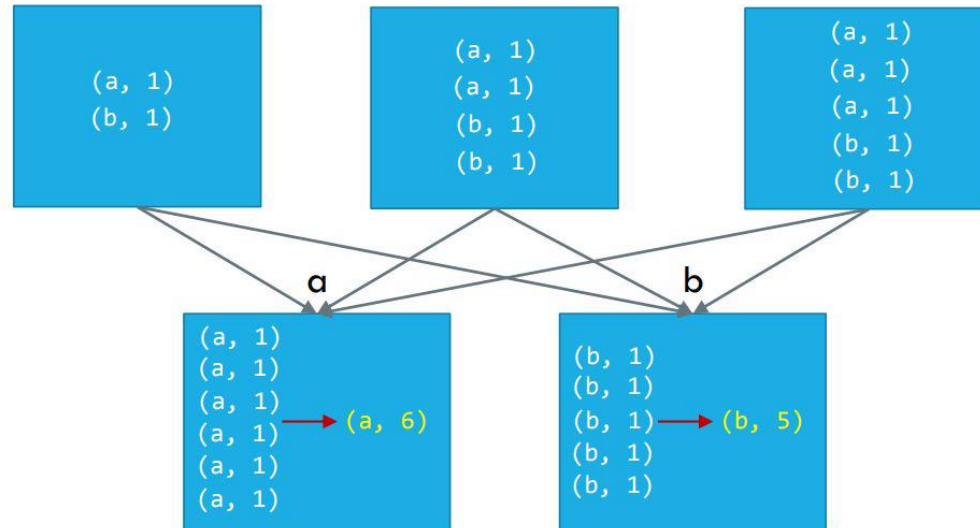 (a, 1)
(b, 1)
(a, 1)
(a, 1)
(b, 1)
(b, 1)
(a, 1)
(a, 1)
(a, 1)
(b, 1)
(b, 1)
a
b
(a, 1)
(a, 1)
(a, 1)
(a, 1)
(a, 1)
(a, 1)
(a, 6)
(b, 1)
(b, 1)
(b, 1)
(b, 1)
(b, 1)
(b, 5)